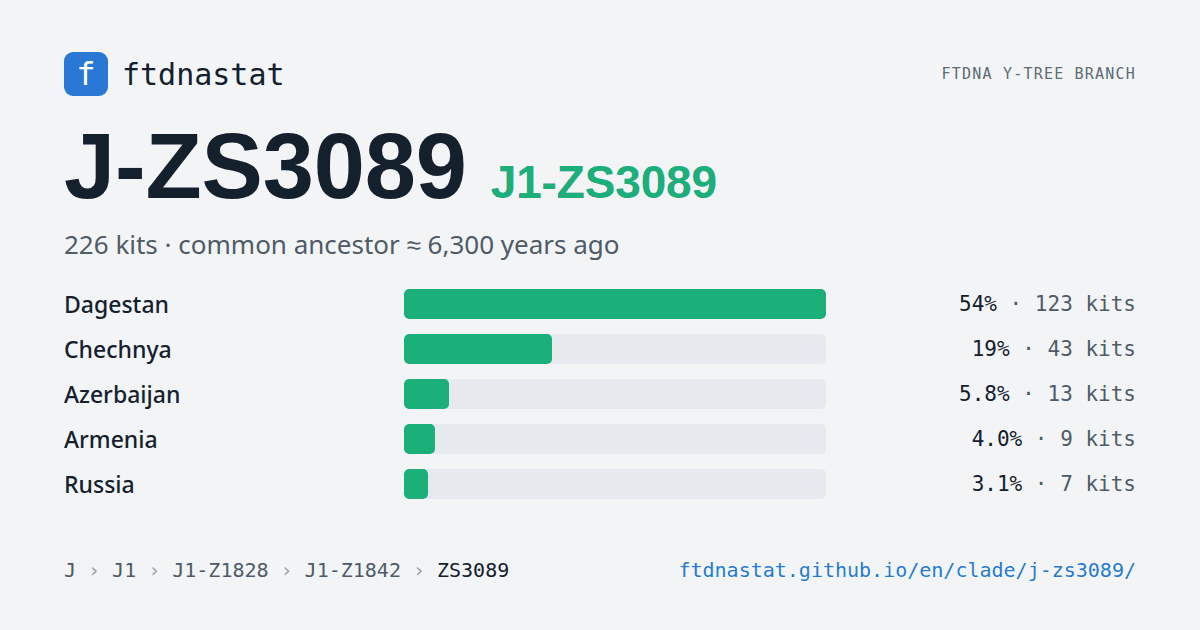 f ftdnastat
FTDNA Y-TREE BRANCH
J-ZS3089 J1-ZS3089
226 kits · common ancestor ≈ 6,300 years ago
Dagestan 54% · 123 kits
Chechnya 19% · 43 kits
Azerbaijan 5.8% · 13 kits
Armenia 4.0% · 9 kits
Russia 3.1% · 7 kits
J › J1 › J1-Z1828 › J1-Z1842 › ZS3089
ftdnastat.github.io/en/clade/j-zs3089/